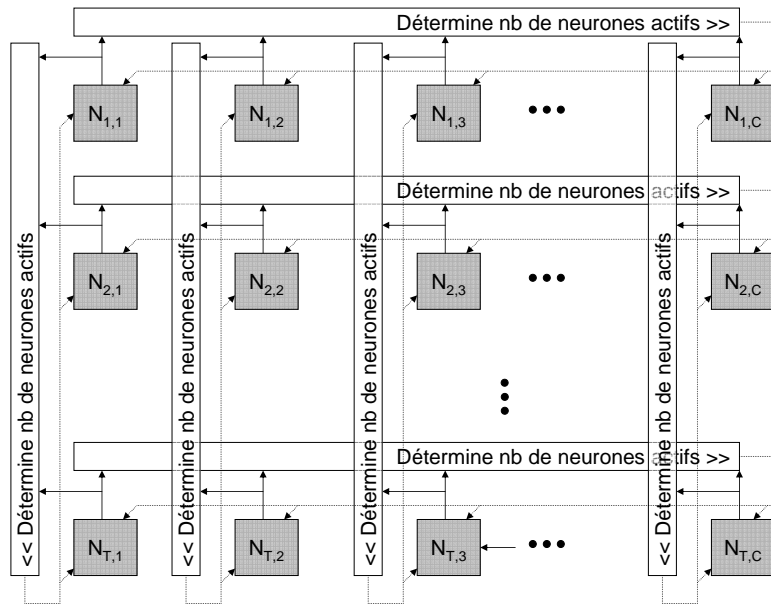 Détermine nb de neurones actifs >>
N1,1
N1,2
N1,3
N1,C
Détermine nb de neurones actifs >>
N2,1
N2,2
N2,3
N2,C
Détermine nb de neurones actifs >>
NT,1
NT,2
NT,3
NT,C
<< Détermine nb de neurones actifs
<< Détermine nb de neurones actifs
<< Détermine nb de neurones actifs
<< Détermine nb de neurones actifs